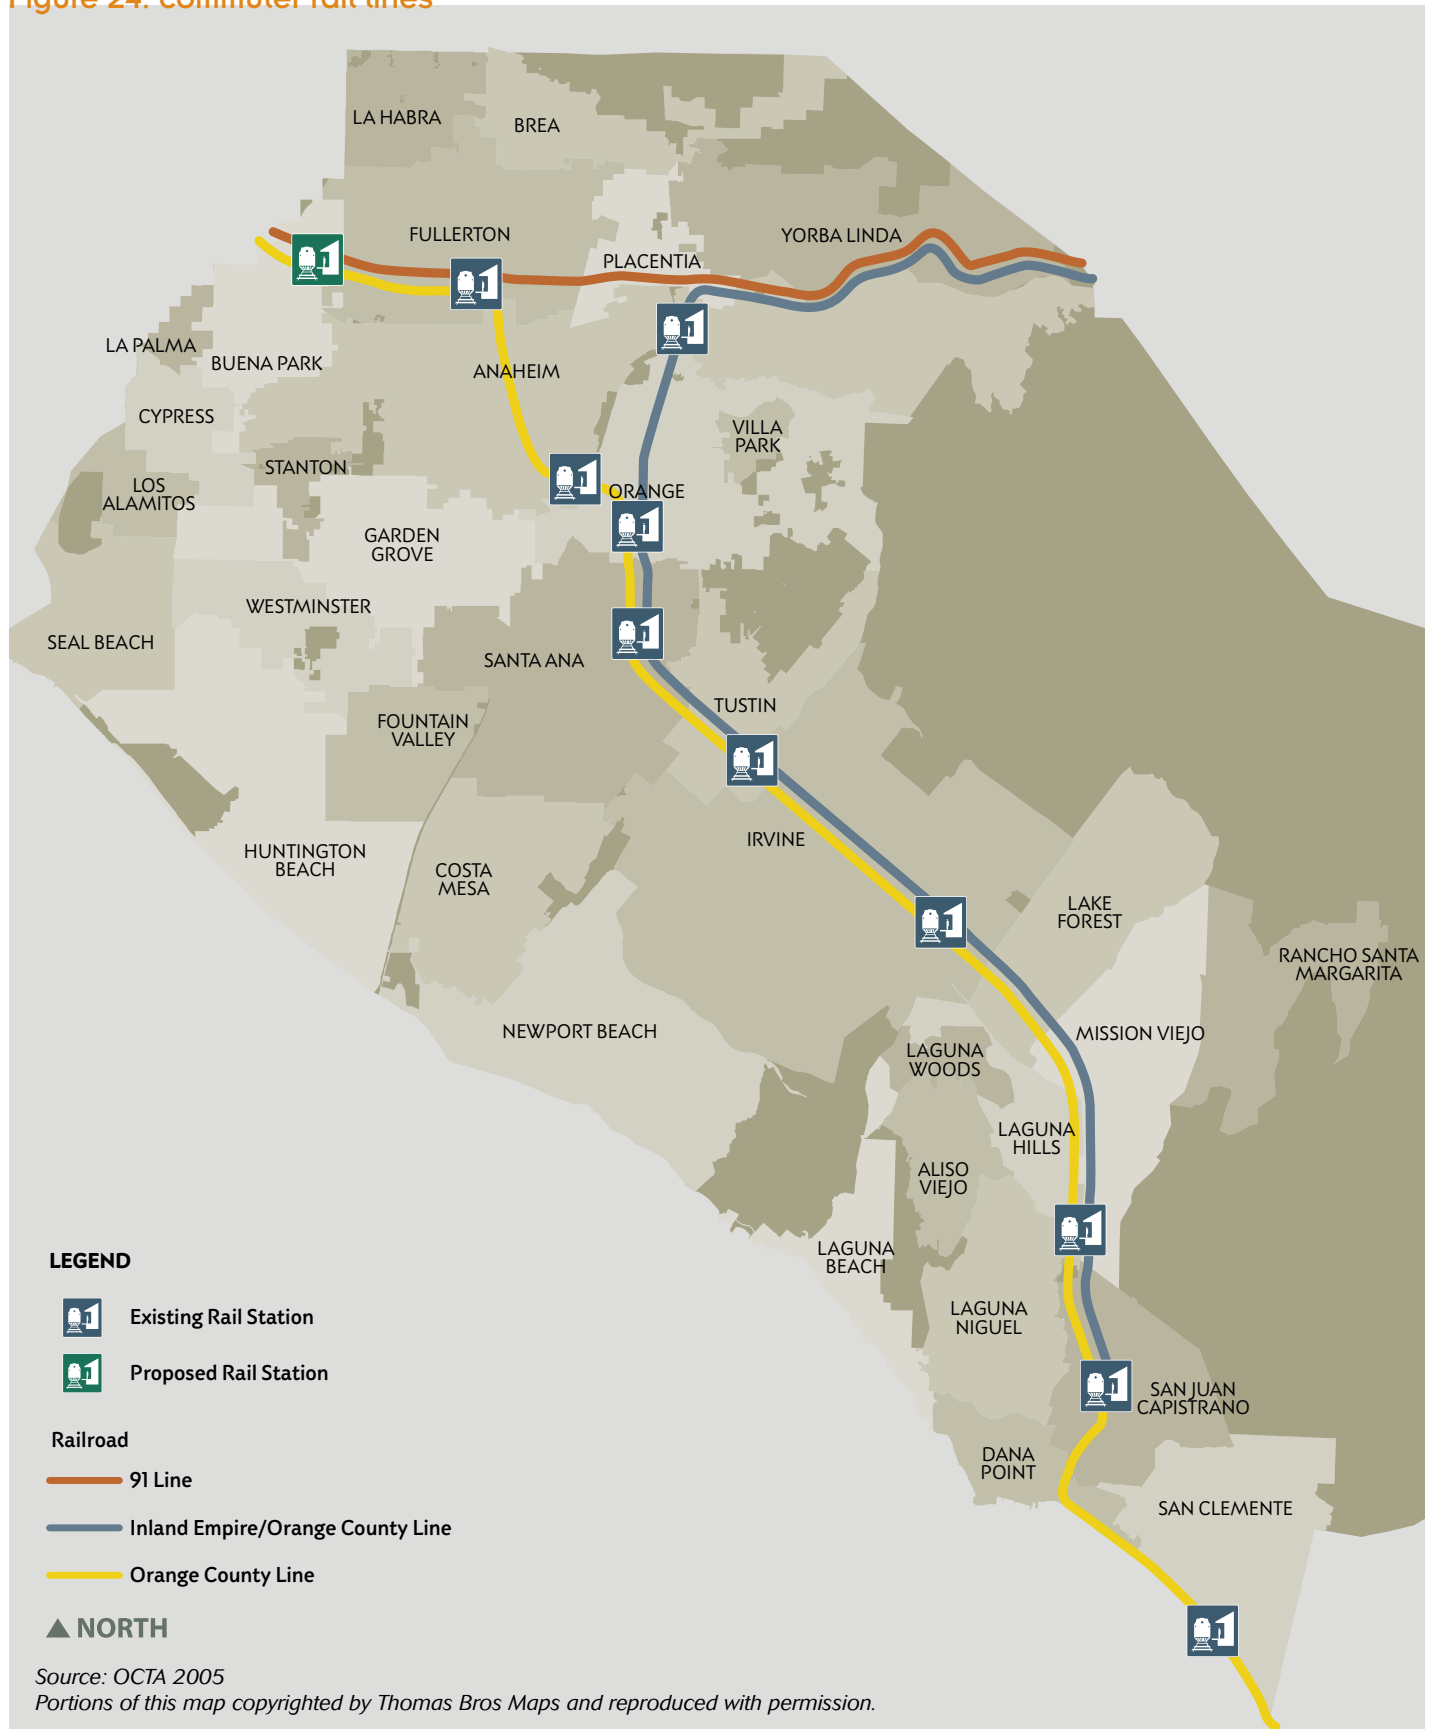 Figure 24: commuter rail lines
LA HABRA
BREA
FULLERTON
YORBA LINDA
PLACENTIA
LA PALMA
BUENA PARK
ANAHEIM
CYPRESS
VILLA
PARK
STANTON
LOS
ALAMITOS
ORANGE
GARDEN
GROVE
WESTMINSTER
SEAL BEACH
SANTA ANA
TUSTIN
FOUNTAIN
VALLEY
IRVINE
HUNTINGTON
BEACH
COSTA
MESA
LAKE
FOREST
RANCHO SANTA
MARGARITA
NEWPORT BEACH
MISSION VIEJO
LAGUNA
WOODS
LAGUNA
HILLS
ALISO
VIEJO
LAGUNA
BEACH
LAGUNA
NIGUEL
SAN JUAN
CAPISTRANO
DANA
POINT
SAN CLEMENTE
LEGEND
Existing Rail Station
Proposed Rail Station
Railroad
91 Line
Inland Empire/Orange County Line
Orange County Line
NORTH
Source: OCTA 2005
Portions of this map copyrighted by Thomas Bros Maps and reproduced with permission.